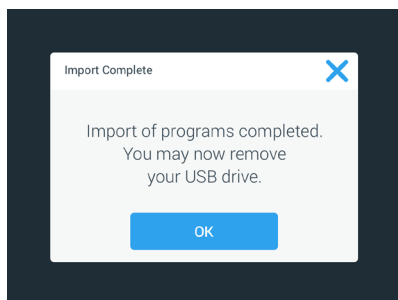 Import Complete
Import of programs completed.
You may now remove
your USB drive.
OK